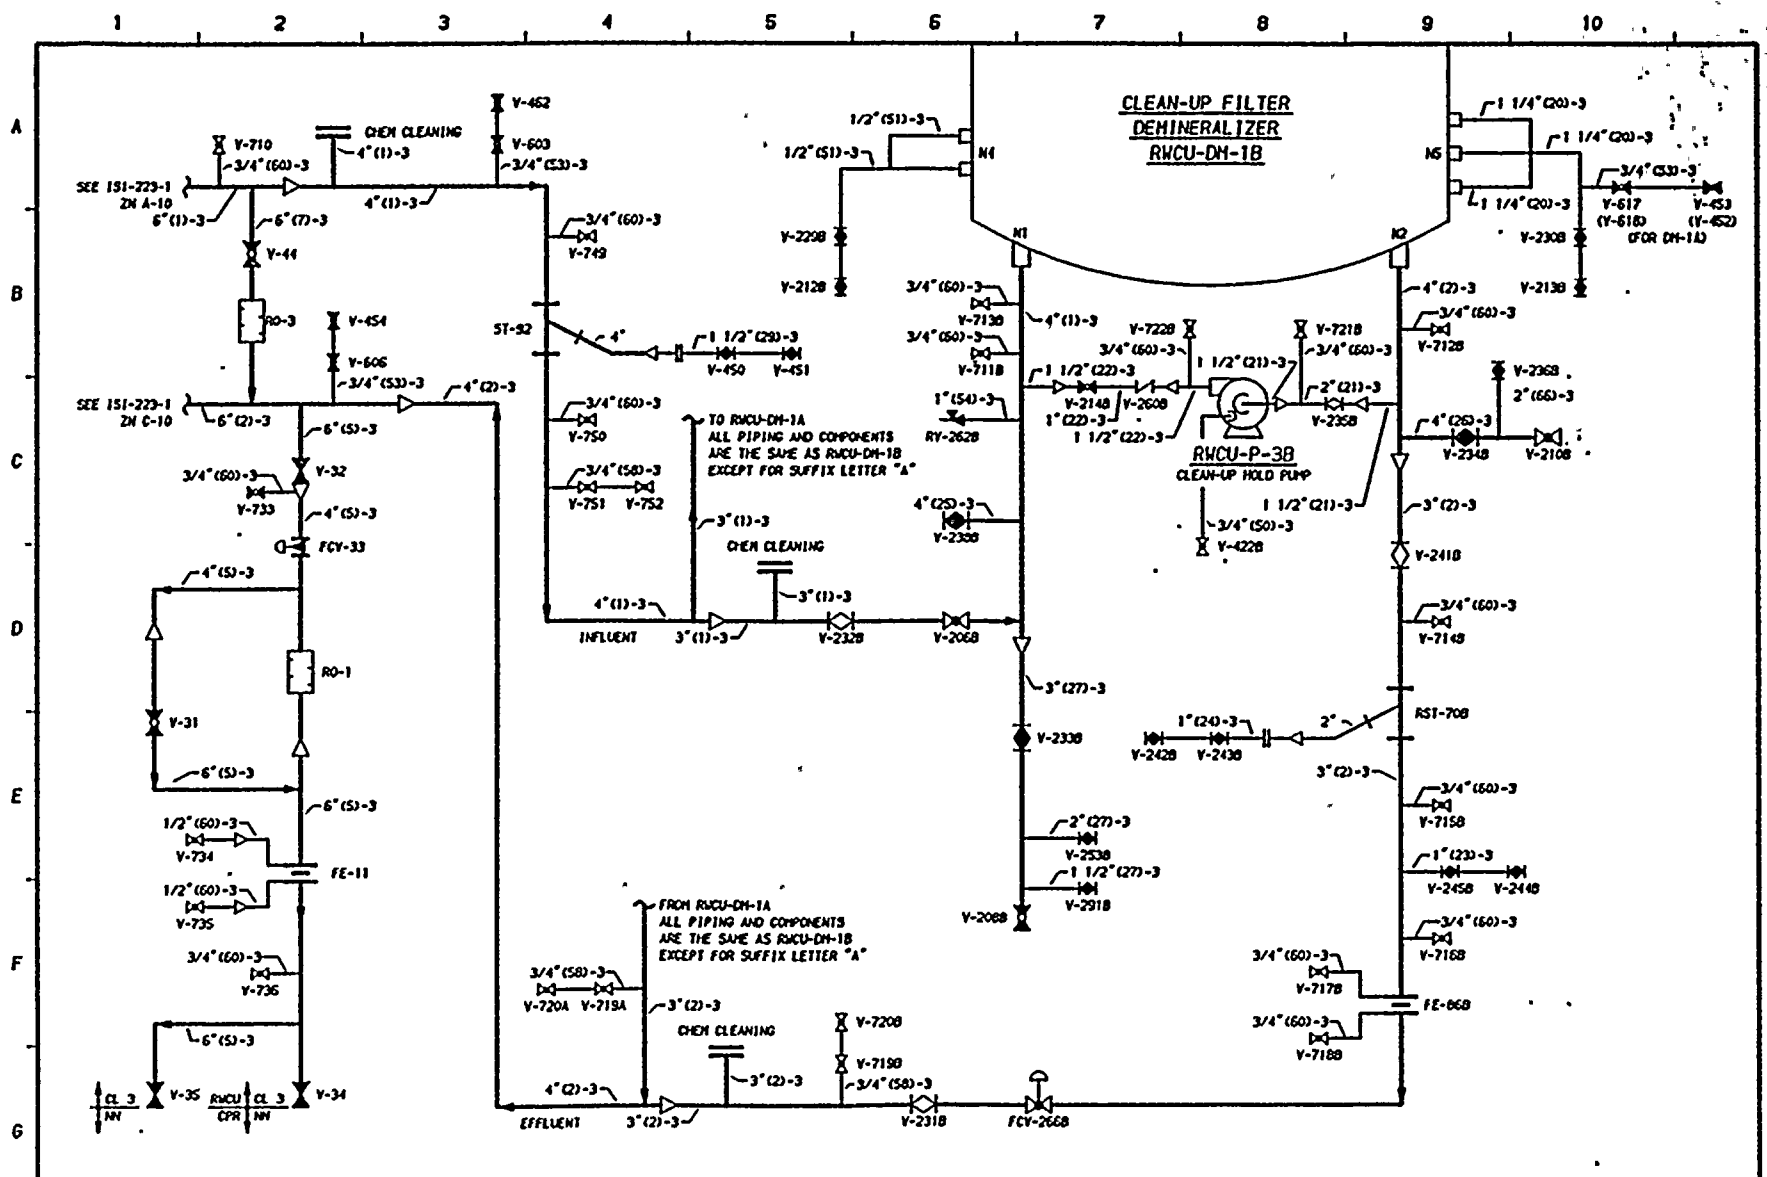 1 2 3 4 5 6 7 8 9 10
A
B
C
D
E
F
G
CLEAN-UP FILTER
DEMINERALIZER
RWCU-DM-1B
N4
N5
N1
N2
V-462
V-603
3/4"(53)-3
CHEM CLEANING
4"(1)-3
V-710
3/4"(60)-3
SEE ISI-223-1
ZN A-10
6"(1)-3
4"(1)-3
6"(7)-3
V-44
RO-3
V-454
V-606
3/4"(53)-3
4"(2)-3
SEE ISI-223-1
ZN C-10
6"(2)-3
6"(5)-3
V-32
3/4"(60)-3
V-733
4"(5)-3
FCV-33
4"(5)-3
RO-1
V-31
6"(5)-3
6"(5)-3
1/2"(60)-3
V-734
FE-11
1/2"(60)-3
V-735
3/4"(60)-3
V-736
6"(5)-3
CL 3
NN
V-35
RWCU
CPR
CL 3
NN
V-34
3/4"(60)-3
V-749
ST-92
4"
1 1/2"(29)-3
V-450
V-451
3/4"(60)-3
V-750
3/4"(58)-3
V-751
V-752
TO RWCU-DM-1A
ALL PIPING AND COMPONENTS
ARE THE SAME AS RWCU-DM-1B
EXCEPT FOR SUFFIX LETTER "A"
3"(1)-3
CHEM CLEANING
3"(1)-3
4"(1)-3
INFLUENT
3"(1)-3
V-232B
V-206B
1/2"(51)-3
1/2"(51)-3
V-229B
V-212B
1 1/4"(20)-3
1 1/4"(20)-3
3/4"(53)-3
1 1/4"(20)-3
V-617
(V-618)
V-453
(V-452)
(FOR DM-1A)
V-230B
V-213B
3/4"(60)-3
V-713B
4"(1)-3
3/4"(60)-3
V-711B
1 1/2"(22)-3
V-214B
V-260B
1"(54)-3
RV-262B
1"(22)-3
1 1/2"(22)-3
V-722B
3/4"(60)-3
1 1/2"(21)-3
V-721B
3/4"(60)-3
2"(21)-3
V-235B
RWCU-P-3B
CLEAN-UP HOLD PUMP
1 1/2"(21)-3
3/4"(50)-3
V-422B
4"(25)-3
V-239B
3"(27)-3
V-233B
2"(27)-3
V-253B
1 1/2"(27)-3
V-291B
V-208B
4"(2)-3
3/4"(60)-3
V-712B
V-236B
2"(66)-3
4"(26)-3
V-234B
V-210B
3"(2)-3
V-241B
3/4"(60)-3
V-714B
RST-70B
2"
1"(24)-3
V-242B
V-243B
3"(2)-3
3/4"(60)-3
V-715B
1"(23)-3
V-245B
V-244B
3/4"(60)-3
V-716B
3/4"(60)-3
V-717B
FE-86B
3/4"(60)-3
V-718B
FROM RWCU-DM-1A
ALL PIPING AND COMPONENTS
ARE THE SAME AS RWCU-DM-1B
EXCEPT FOR SUFFIX LETTER "A"
3/4"(58)-3
V-720A
V-719A
3"(2)-3
CHEM CLEANING
3"(2)-3
V-720B
V-719B
3/4"(58)-3
4"(2)-3
EFFLUENT
3"(2)-3
V-231B
FCV-266B